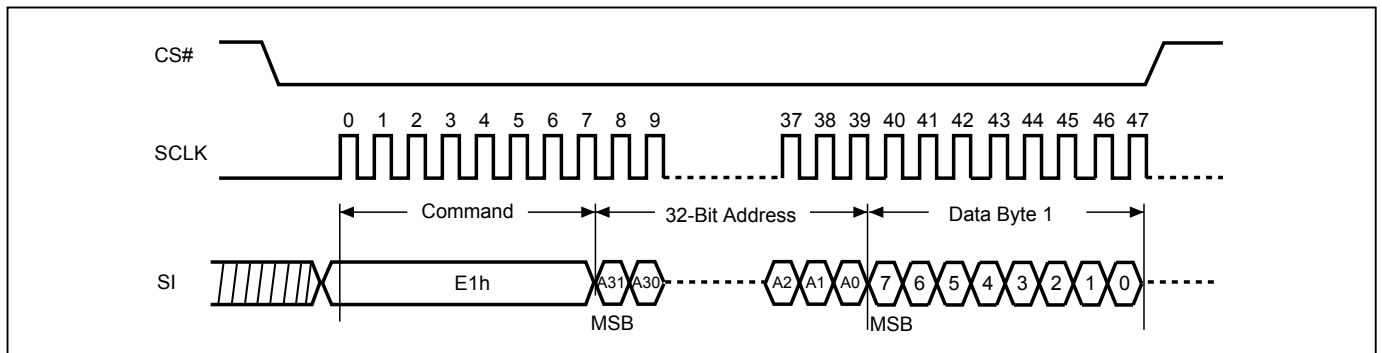 CS#
0 1 2 3 4 5 6 7 8 9 37 38 39 40 41 42 43 44 45 46 47
SCLK
Command 32-Bit Address Data Byte 1
SI E1h A31 A30 A2 A1 A0 7 6 5 4 3 2 1 0
MSB MSB